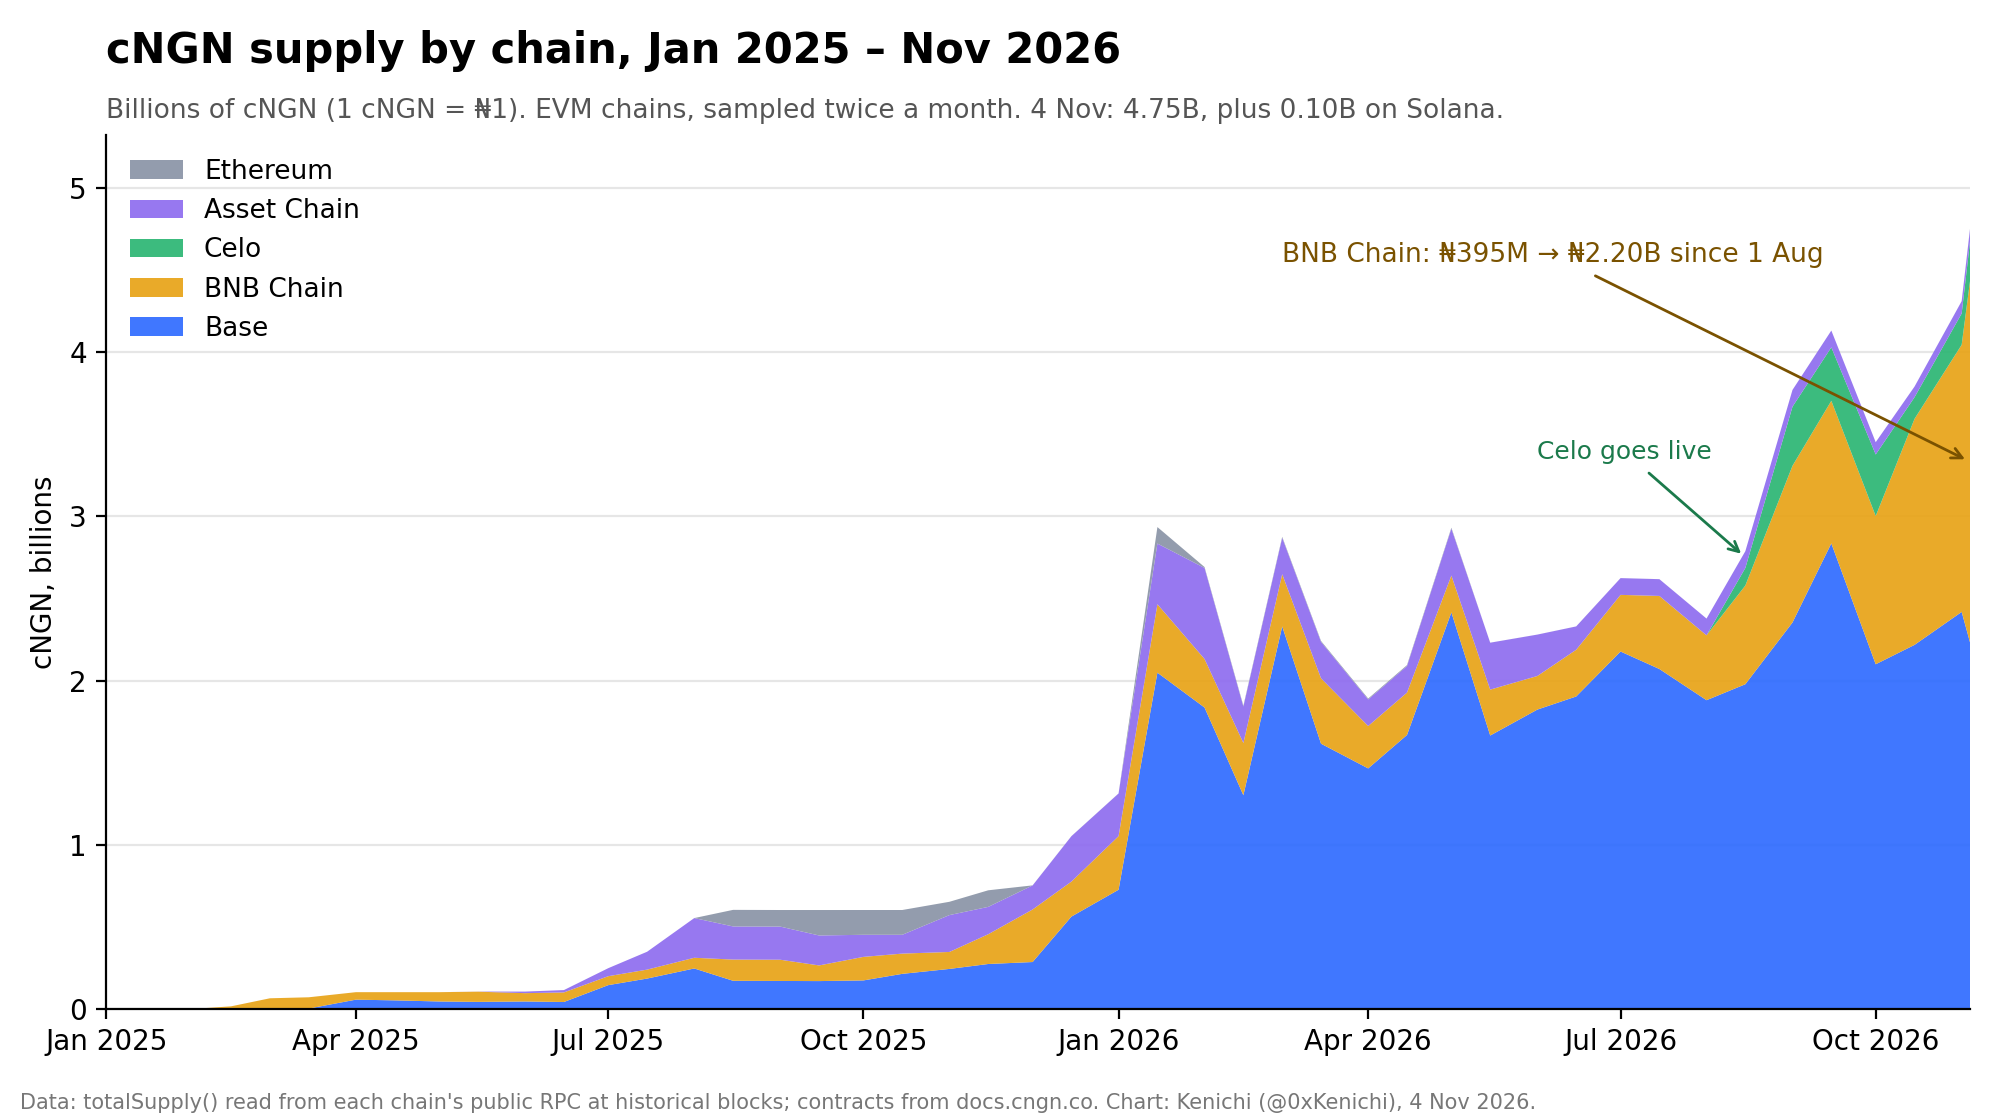 cNGN supply by chain, Jan 2025 – Nov 2026
Billions of cNGN (1 cNGN = ₦1). EVM chains, sampled twice a month. 4 Nov: 4.75B, plus 0.10B on Solana.
Ethereum
Asset Chain
Celo
BNB Chain
Base
BNB Chain: ₦395M → ₦2.20B since 1 Aug
Celo goes live
cNGN, billions
5
4
3
2
1
0
Jan 2025
Apr 2025
Jul 2025
Oct 2025
Jan 2026
Apr 2026
Jul 2026
Oct 2026
Data: totalSupply() read from each chain's public RPC at historical blocks; contracts from docs.cngn.co. Chart: Kenichi (@0xKenichi), 4 Nov 2026.